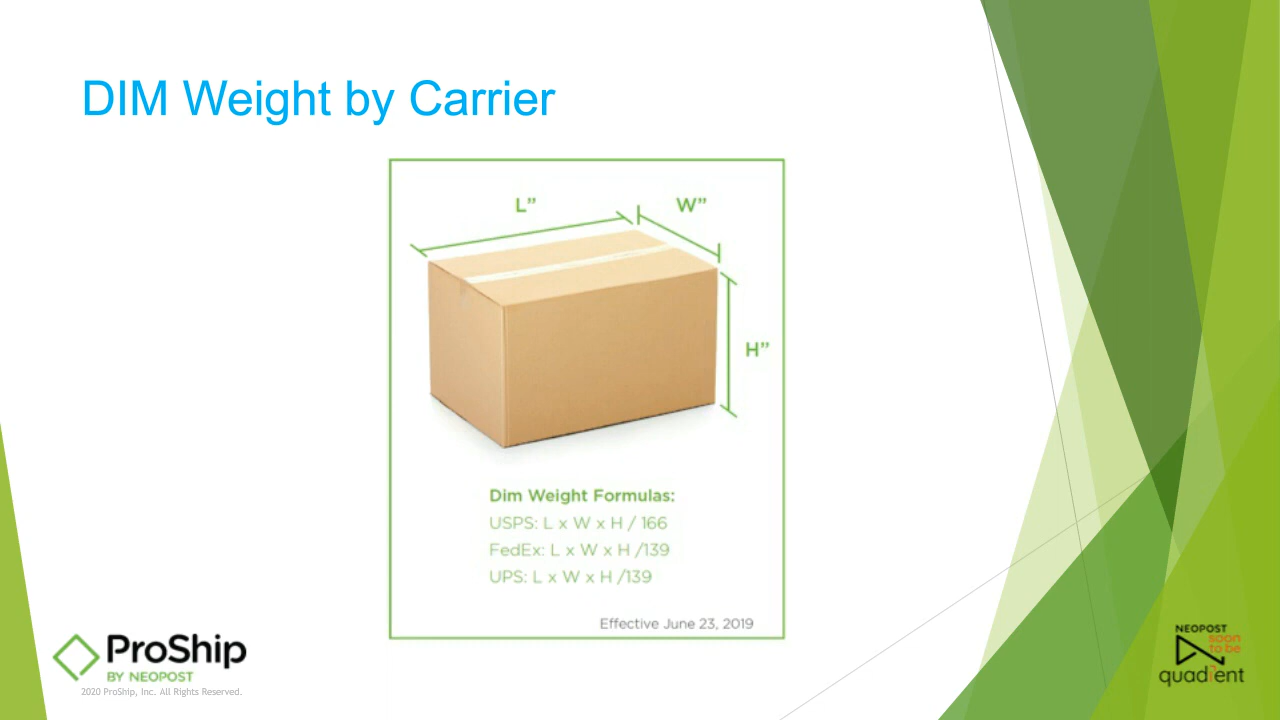 DIM Weight by Carrier
L”
W”
H”
Dim Weight Formulas:
USPS: L x W x H / 166
FedEx: L x W x H /139
UPS: L x W x H /139
Effective June 23, 2019
ProShip
BY NEOPOST
2020 ProShip, Inc. All Rights Reserved.
NEOPOST
soon
to be
quadient